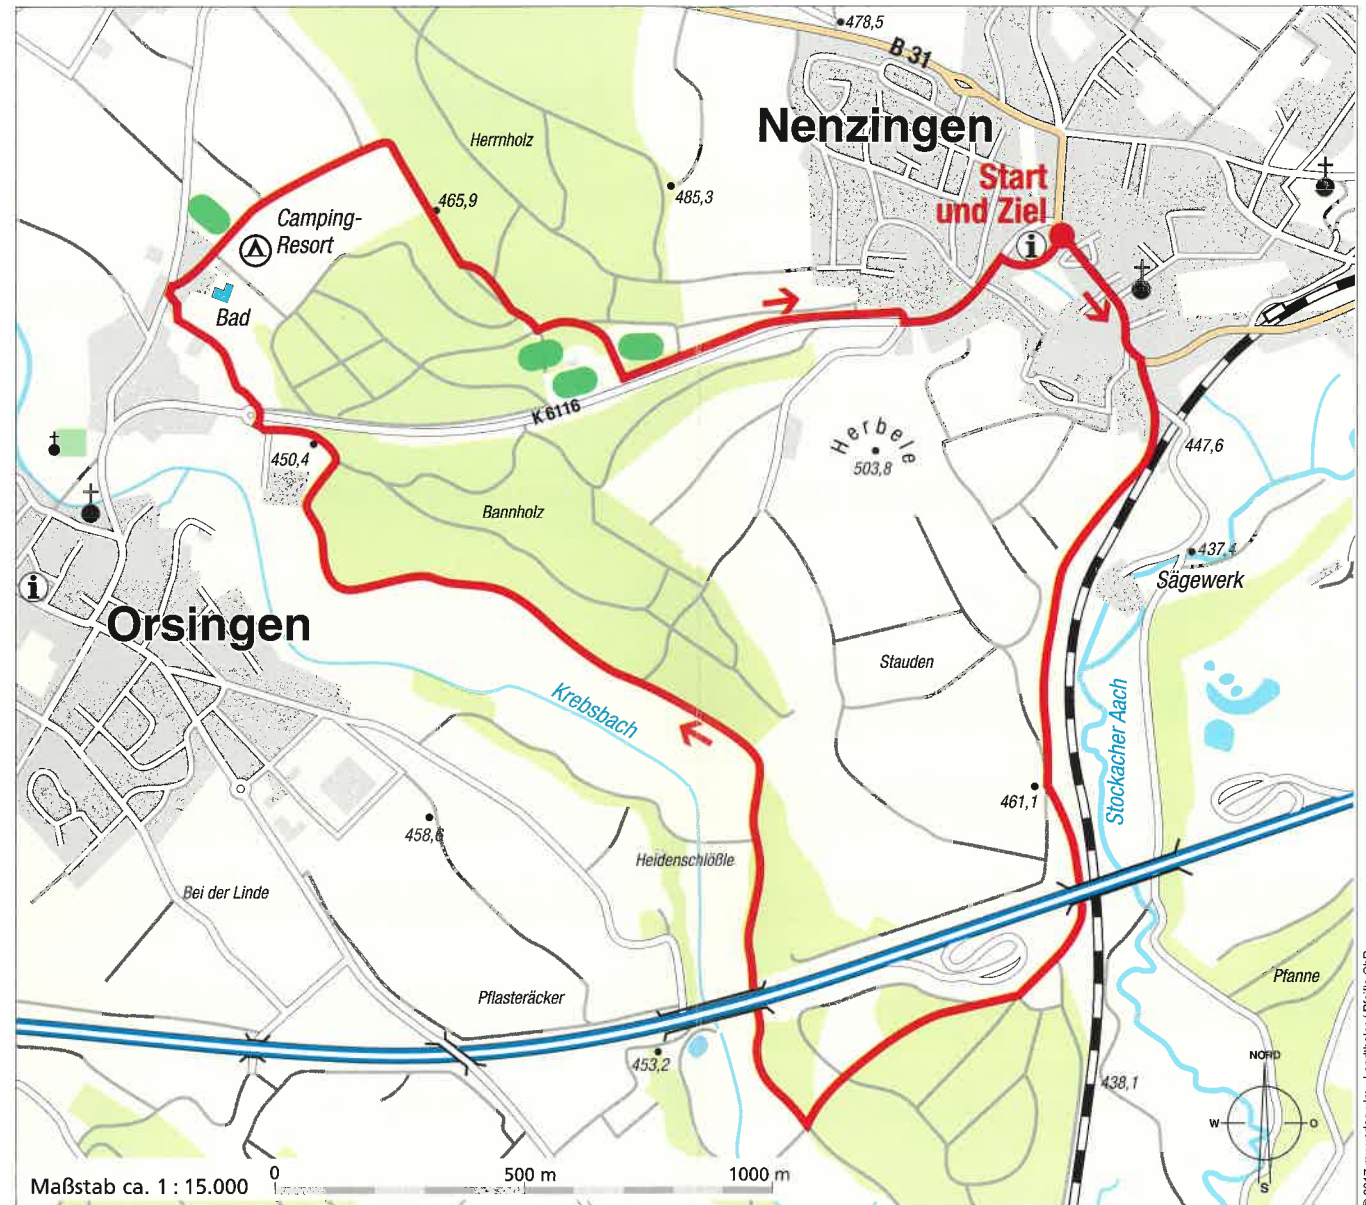 478,5
B 31
Nenzingen
Herrnholz
Start
und Ziel
485,3
465,9
Camping-
Resort
i
Bad
K 6116
Herbele
503,8
447,6
450,4
Bannholz
437,4
Sägewerk
i
Orsingen
Stauden
Krebsbach
Stockacher Aach
461,1
458,6
Heidenschlößle
Bei der Linde
Pflasteräcker
Pfanne
453,2
NORD
438,1
W
O
S
Maßstab ca. 1 : 15.000
0
500 m
1000 m